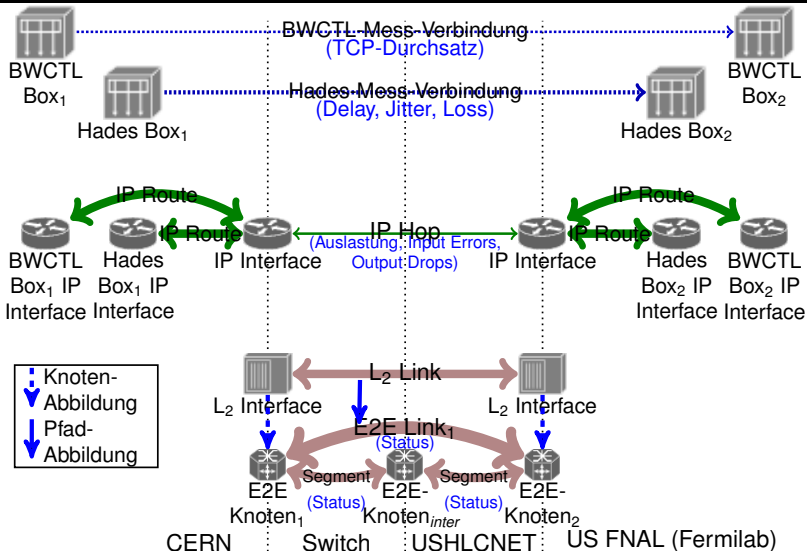 BWCTL-Mess-Verbindung
(TCP-Durchsatz)
BWCTL
Box1
BWCTL
Box2
Hades-Mess-Verbindung
(Delay, Jitter, Loss)
Hades Box1
Hades Box2
IP Route
IP Route
IP Route
IP Hop
IP Route
(Auslastung, Input Errors,
Output Drops)
BWCTL
Box1 IP
Interface
Hades
Box1 IP
Interface
IP Interface
IP Interface
Hades
Box2 IP
Interface
BWCTL
Box2 IP
Interface
Knoten-
Abbildung
Pfad-
Abbildung
L2 Link
L2 Interface
L2 Interface
E2E Link1
(Status)
Segment
(Status)
Segment
(Status)
E2E
Knoten1
E2E-
Knoteninter
E2E-
Knoten2
CERN
Switch
USHLCNET
US FNAL (Fermilab)